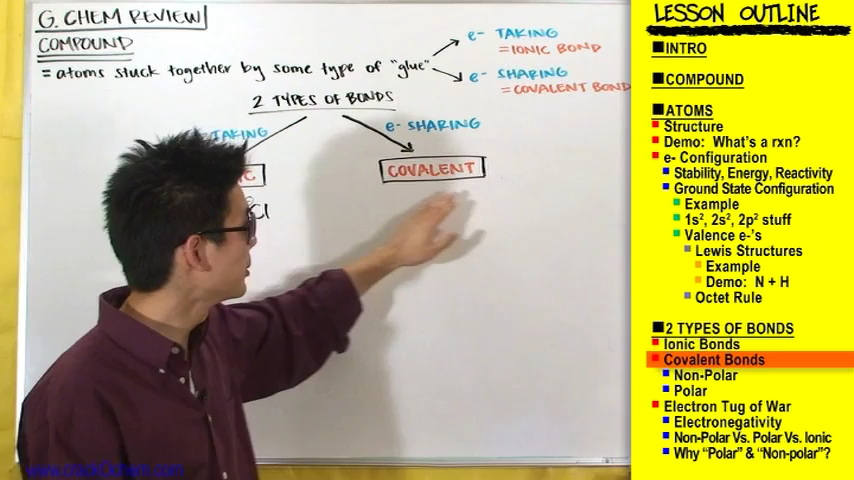 G. CHEM REVIEW
COMPOUND
= atoms stuck together by some type of "glue"
e- TAKING
= IONIC BOND
e- SHARING
= COVALENT BOND
2 TYPES OF BONDS
TAKING
e- SHARING
IC
COVALENT
Cl
LESSON OUTLINE
INTRO
COMPOUND
ATOMS
Structure
Demo: What's a rxn?
e- Configuration
Stability, Energy, Reactivity
Ground State Configuration
Example
1s², 2s², 2p² stuff
Valence e-'s
Lewis Structures
Example
Demo: N + H
Octet Rule
2 TYPES OF BONDS
Ionic Bonds
Covalent Bonds
Non-Polar
Polar
Electron Tug of War
Electronegativity
Non-Polar Vs. Polar Vs. Ionic
Why "Polar" & "Non-polar"?